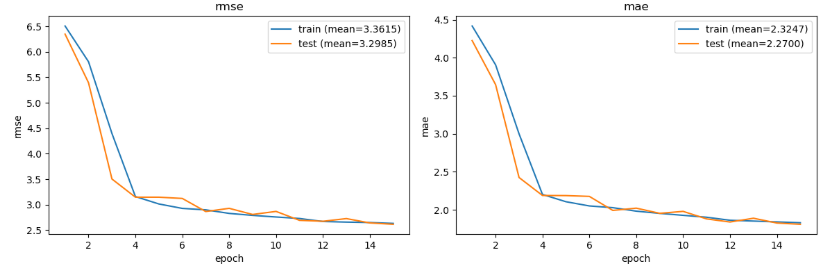 rmse
train (mean=3.3615)
test (mean=3.2985)
rmse
6.5
6.0
5.5
5.0
4.5
4.0
3.5
3.0
2.5
2 4 6 8 10 12 14
epoch
mae
train (mean=2.3247)
test (mean=2.2700)
mae
4.5
4.0
3.5
3.0
2.5
2.0
2 4 6 8 10 12 14
epoch